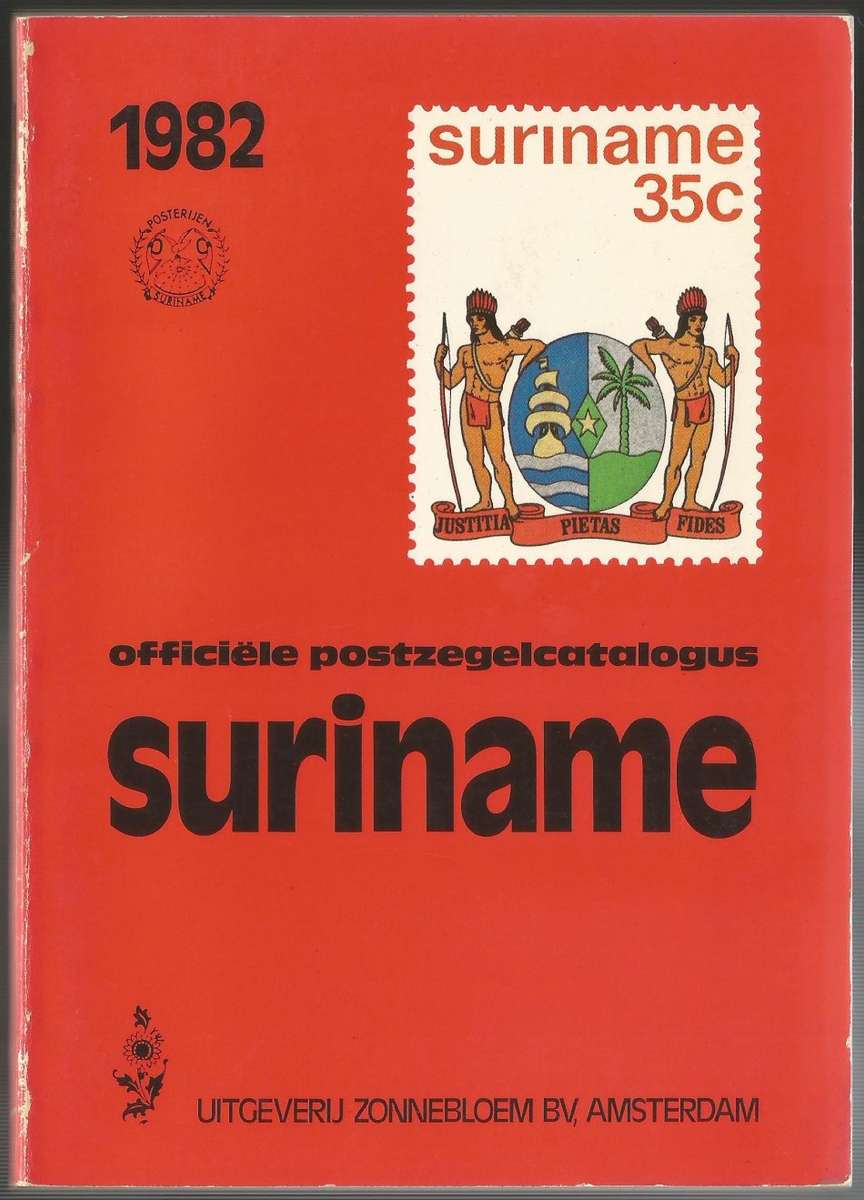 1982
POSTERIJEN
SURINAME
suriname
35c
JUSTITIA PIETAS FIDES
officiële postzegelcatalogus
suriname
UITGEVERIJ ZONNEBLOEM BV, AMSTERDAM